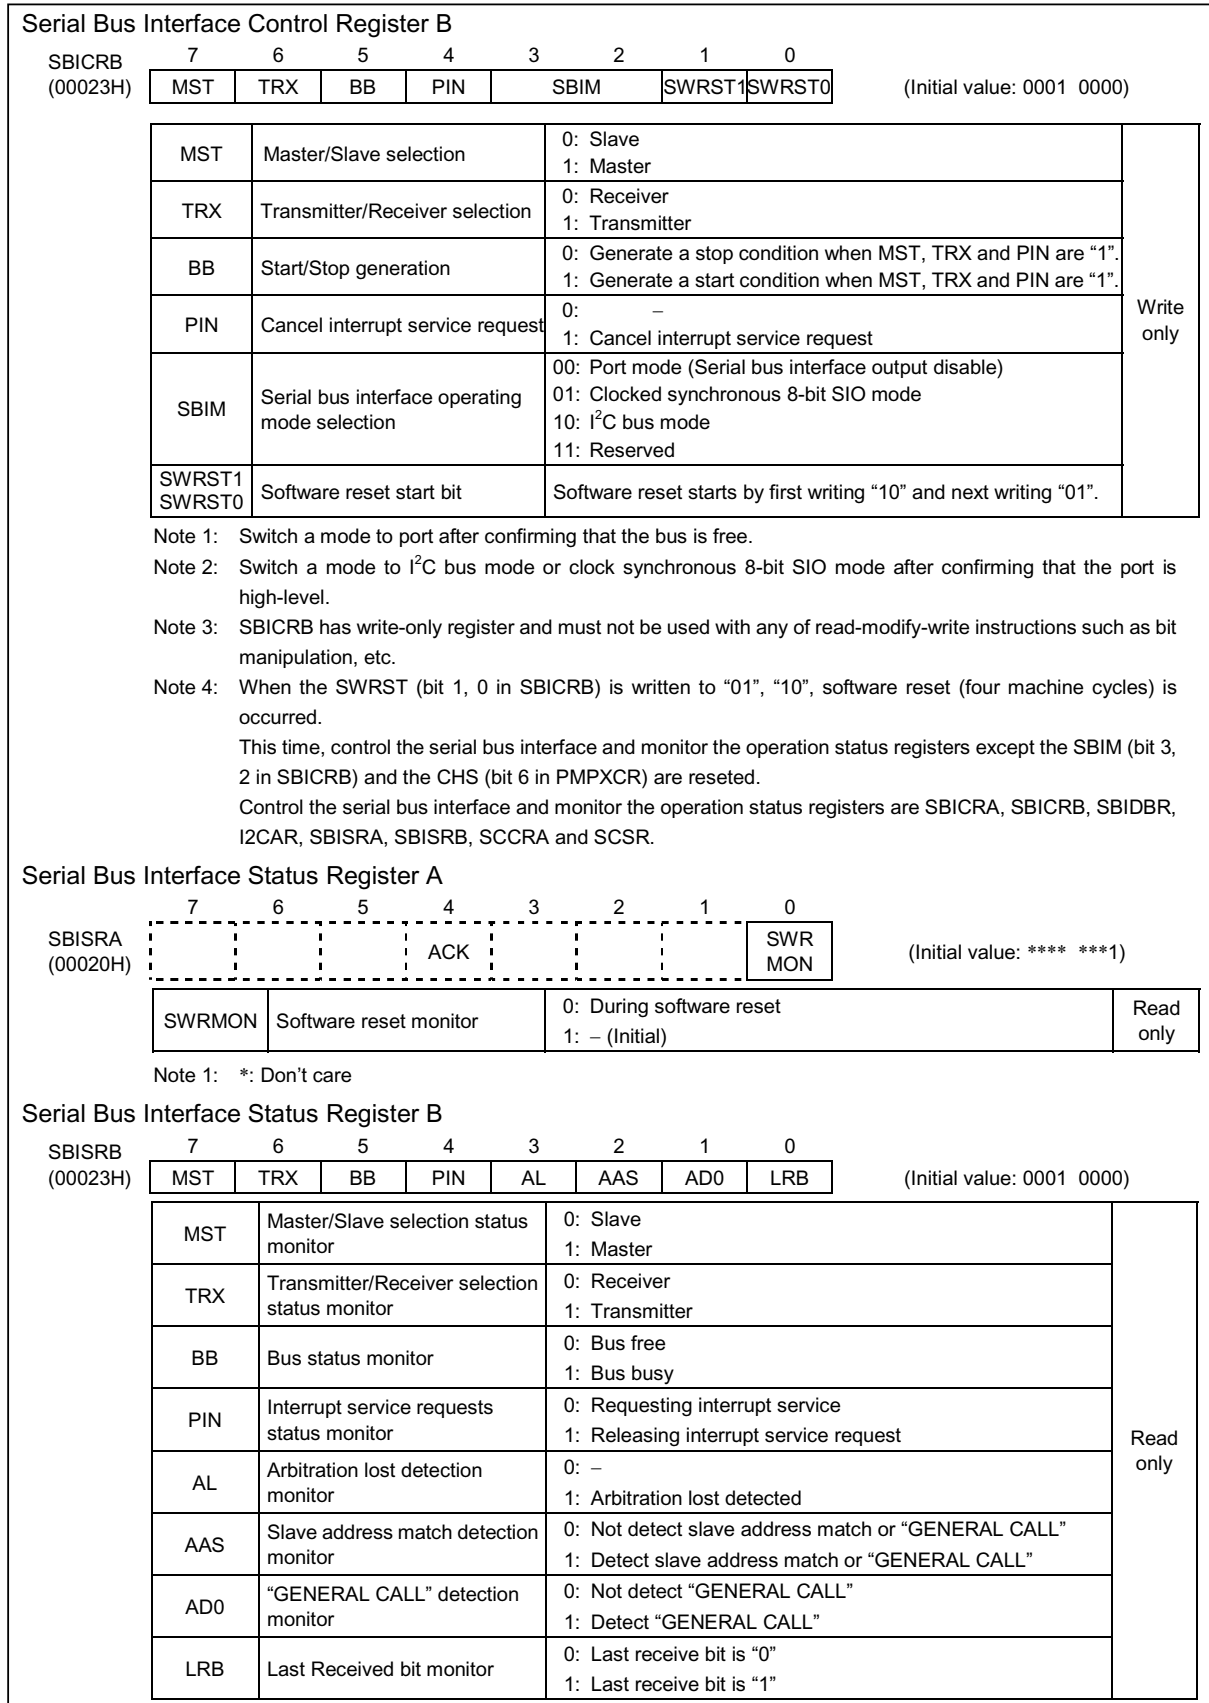 Serial Bus Interface Control Register B
7 6 5 4 3 2 1 0
SBICRB
(00023H)
MST TRX BB PIN SBIM SWRST1 SWRST0 (Initial value: 0001 0000)
MST Master/Slave selection
0: Slave
1: Master
TRX Transmitter/Receiver selection
0: Receiver
1: Transmitter
BB Start/Stop generation
0: Generate a stop condition when MST, TRX and PIN are “1”.
1: Generate a start condition when MST, TRX and PIN are “1”.
PIN Cancel interrupt service request
0: –
1: Cancel interrupt service request
SBIM
Serial bus interface operating
mode selection
00: Port mode (Serial bus interface output disable)
01: Clocked synchronous 8-bit SIO mode
10: I²C bus mode
11: Reserved
SWRST1
SWRST0
Software reset start bit
Software reset starts by first writing “10” and next writing “01”.
Write
only
Note 1: Switch a mode to port after confirming that the bus is free.
Note 2: Switch a mode to I²C bus mode or clock synchronous 8-bit SIO mode after confirming that the port is
high-level.
Note 3: SBICRB has write-only register and must not be used with any of read-modify-write instructions such as bit
manipulation, etc.
Note 4: When the SWRST (bit 1, 0 in SBICRB) is written to “01”, “10”, software reset (four machine cycles) is
occurred.
This time, control the serial bus interface and monitor the operation status registers except the SBIM (bit 3,
2 in SBICRB) and the CHS (bit 6 in PMPXCR) are reseted.
Control the serial bus interface and monitor the operation status registers are SBICRA, SBICRB, SBIDBR,
I2CAR, SBISRA, SBISRB, SCCRA and SCSR.
Serial Bus Interface Status Register A
7 6 5 4 3 2 1 0
SBISRA
(00020H)
ACK
SWR
MON
(Initial value: **** ***1)
SWRMON Software reset monitor
0: During software reset
1: – (Initial)
Read
only
Note 1: *: Don’t care
Serial Bus Interface Status Register B
7 6 5 4 3 2 1 0
SBISRB
(00023H)
MST TRX BB PIN AL AAS AD0 LRB (Initial value: 0001 0000)
MST
Master/Slave selection status
monitor
0: Slave
1: Master
TRX
Transmitter/Receiver selection
status monitor
0: Receiver
1: Transmitter
BB Bus status monitor
0: Bus free
1: Bus busy
PIN
Interrupt service requests
status monitor
0: Requesting interrupt service
1: Releasing interrupt service request
AL
Arbitration lost detection
monitor
0: –
1: Arbitration lost detected
AAS
Slave address match detection
monitor
0: Not detect slave address match or “GENERAL CALL”
1: Detect slave address match or “GENERAL CALL”
AD0
“GENERAL CALL” detection
monitor
0: Not detect “GENERAL CALL”
1: Detect “GENERAL CALL”
LRB Last Received bit monitor
0: Last receive bit is “0”
1: Last receive bit is “1”
Read
only